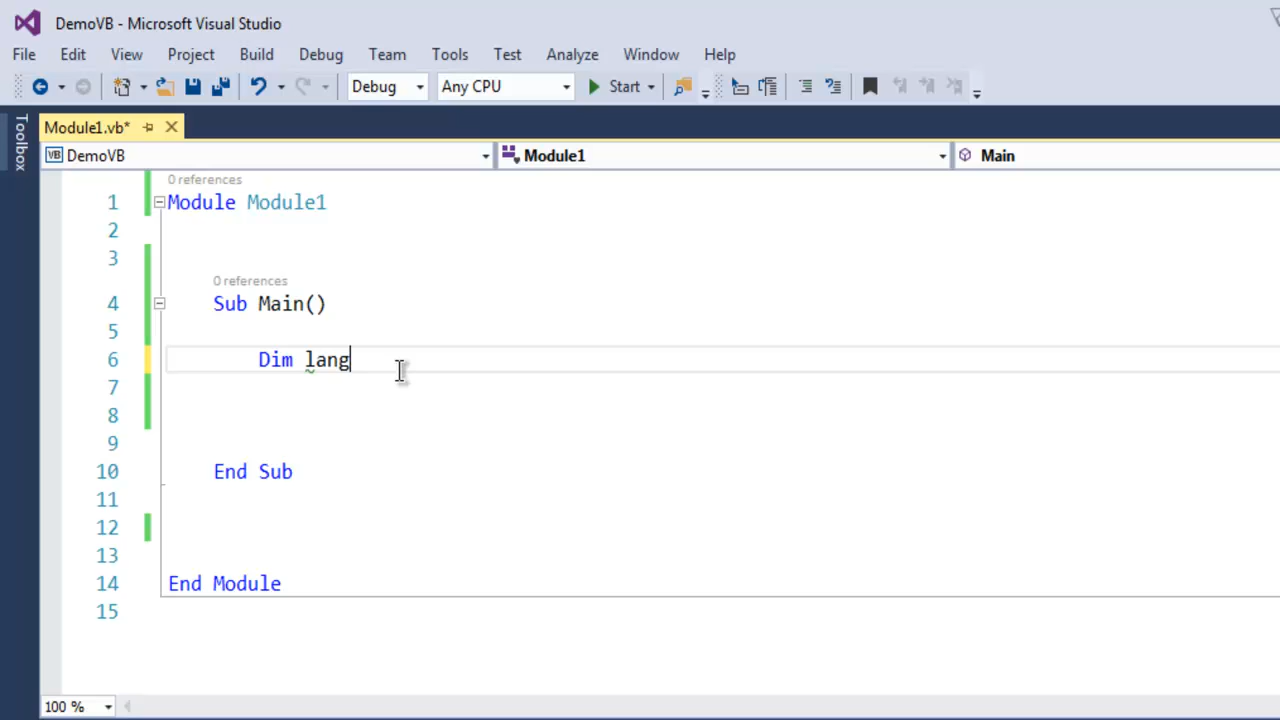 DemoVB - Microsoft Visual Studio
File Edit View Project Build Debug Team Tools Test Analyze Window Help
Debug Any CPU Start
Toolbox
Module1.vb*
VB DemoVB Module1 Main
0 references
1 Module Module1
2
3
0 references
4 Sub Main()
5
6 Dim lang
7
8
9
10 End Sub
11
12
13
14 End Module
15
100 %